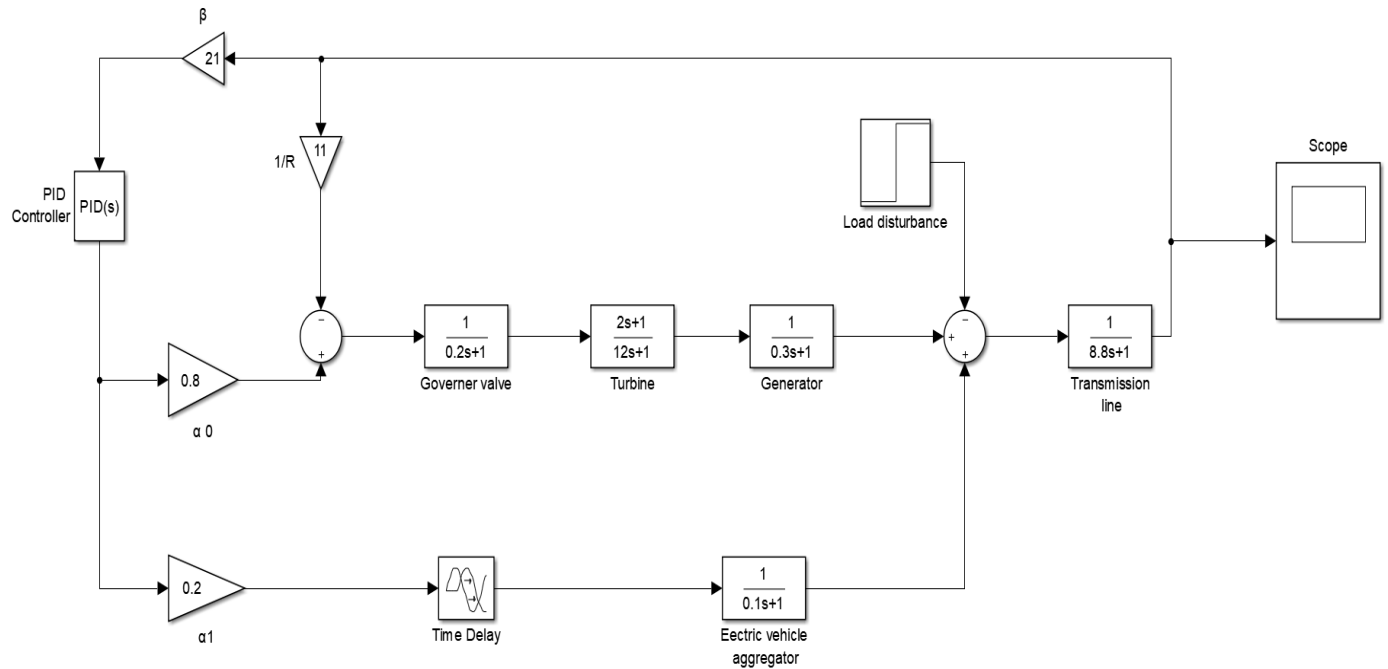 β
21
11
1/R
Scope
PID
Controller
PID(s)
Load disturbance
−
+
1
0.2s+1
Governer valve
2s+1
12s+1
Turbine
1
0.3s+1
Generator
−
+
+
1
8.8s+1
Transmission
line
0.8
α 0
0.2
α1
Time Delay
1
0.1s+1
Eectric vehicle
aggregator